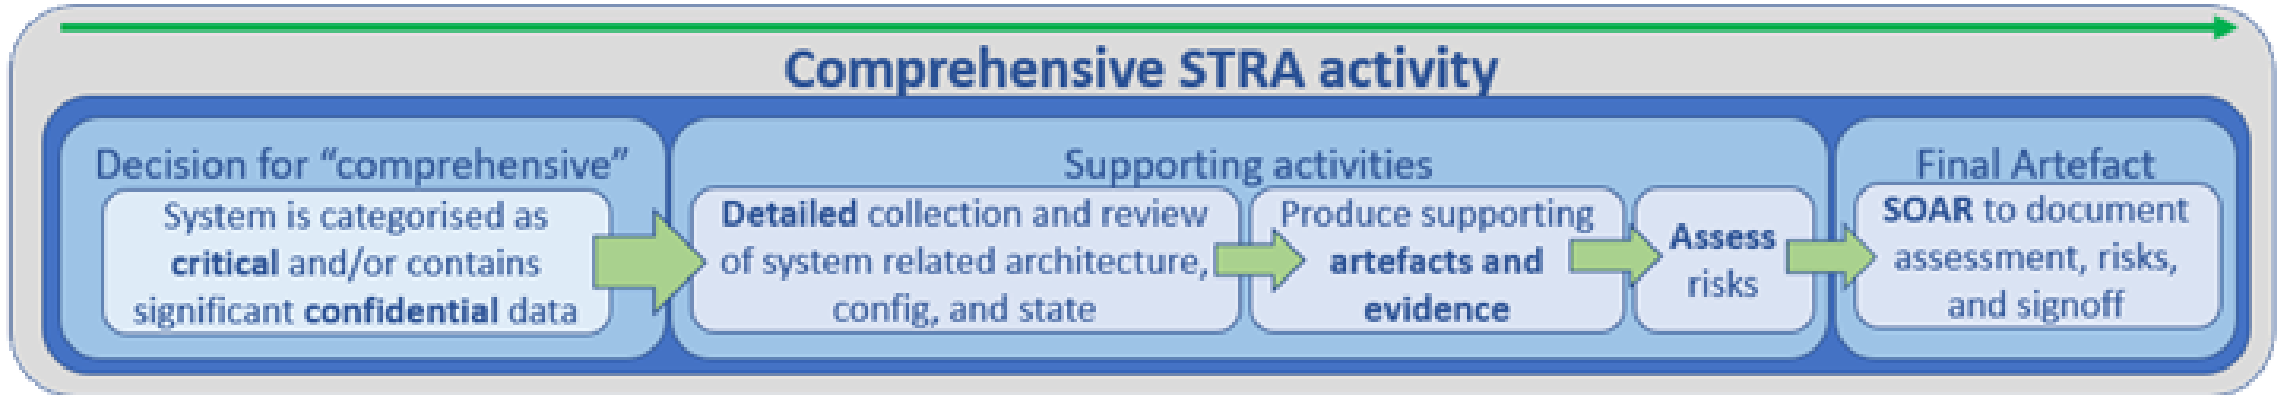 Comprehensive STRA activity
Decision for “comprehensive”
System is categorised as
critical and/or contains
significant confidential data
Supporting activities
Detailed collection and review
of system related architecture,
config, and state
Produce supporting
artefacts and
evidence
Assess
risks
Final Artefact
SOAR to document
assessment, risks,
and signoff